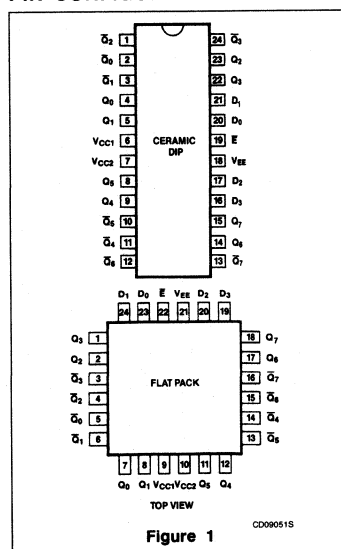 Q̅2 1 24 Q̅3
Q̅0 2 23 Q2
Q̅1 3 22 Q3
Q0 4 21 D1
Q1 5 20 D0
VCC1 6 19 E̅
CERAMIC
DIP
VCC2 7 18 VEE
Q5 8 17 D2
Q4 9 16 D3
Q̅5 10 15 Q7
Q̅4 11 14 Q6
Q̅6 12 13 Q̅7
D1 D0 E̅ VEE D2 D3
24 23 22 21 20 19
Q3 1 18 Q7
Q2 2 17 Q6
Q̅3 3 16 Q̅7
FLAT PACK
Q̅2 4 15 Q̅6
Q̅0 5 14 Q̅4
Q̅1 6 13 Q̅5
7 8 9 10 11 12
Q0 Q1 VCC1 VCC2 Q5 Q4
TOP VIEW
CD09051S
Figure 1